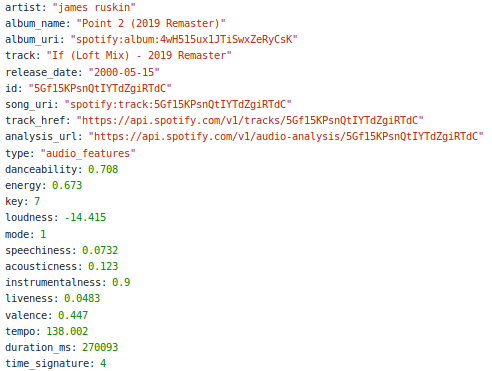 artist: "james ruskin"
album_name: "Point 2 (2019 Remaster)"
album_uri: "spotify:album:4wH515ux1JTiSwxZeRyCsK"
track: "If (Loft Mix) - 2019 Remaster"
release_date: "2000-05-15"
id: "5Gf15KPsnQtIYTdZgiRTdC"
song_uri: "spotify:track:5Gf15KPsnQtIYTdZgiRTdC"
track_href: "https://api.spotify.com/v1/tracks/5Gf15KPsnQtIYTdZgiRTdC"
analysis_url: "https://api.spotify.com/v1/audio-analysis/5Gf15KPsnQtIYTdZgiRTdC"
type: "audio_features"
danceability: 0.708
energy: 0.673
key: 7
loudness: -14.415
mode: 1
speechiness: 0.0732
acousticness: 0.123
instrumentalness: 0.9
liveness: 0.0483
valence: 0.447
tempo: 138.002
duration_ms: 270093
time_signature: 4